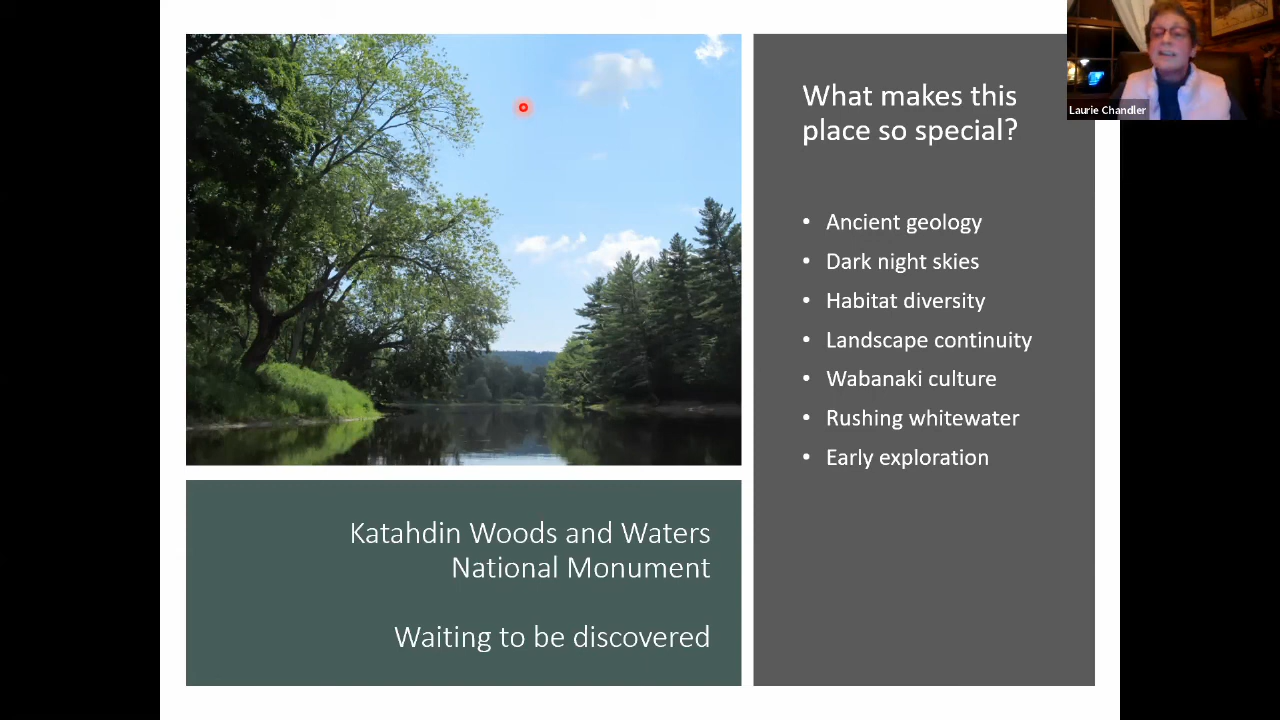 What makes this
place so special?
Laurie Chandler
• Ancient geology
• Dark night skies
• Habitat diversity
• Landscape continuity
• Wabanaki culture
• Rushing whitewater
• Early exploration
Katahdin Woods and Waters
National Monument
Waiting to be discovered